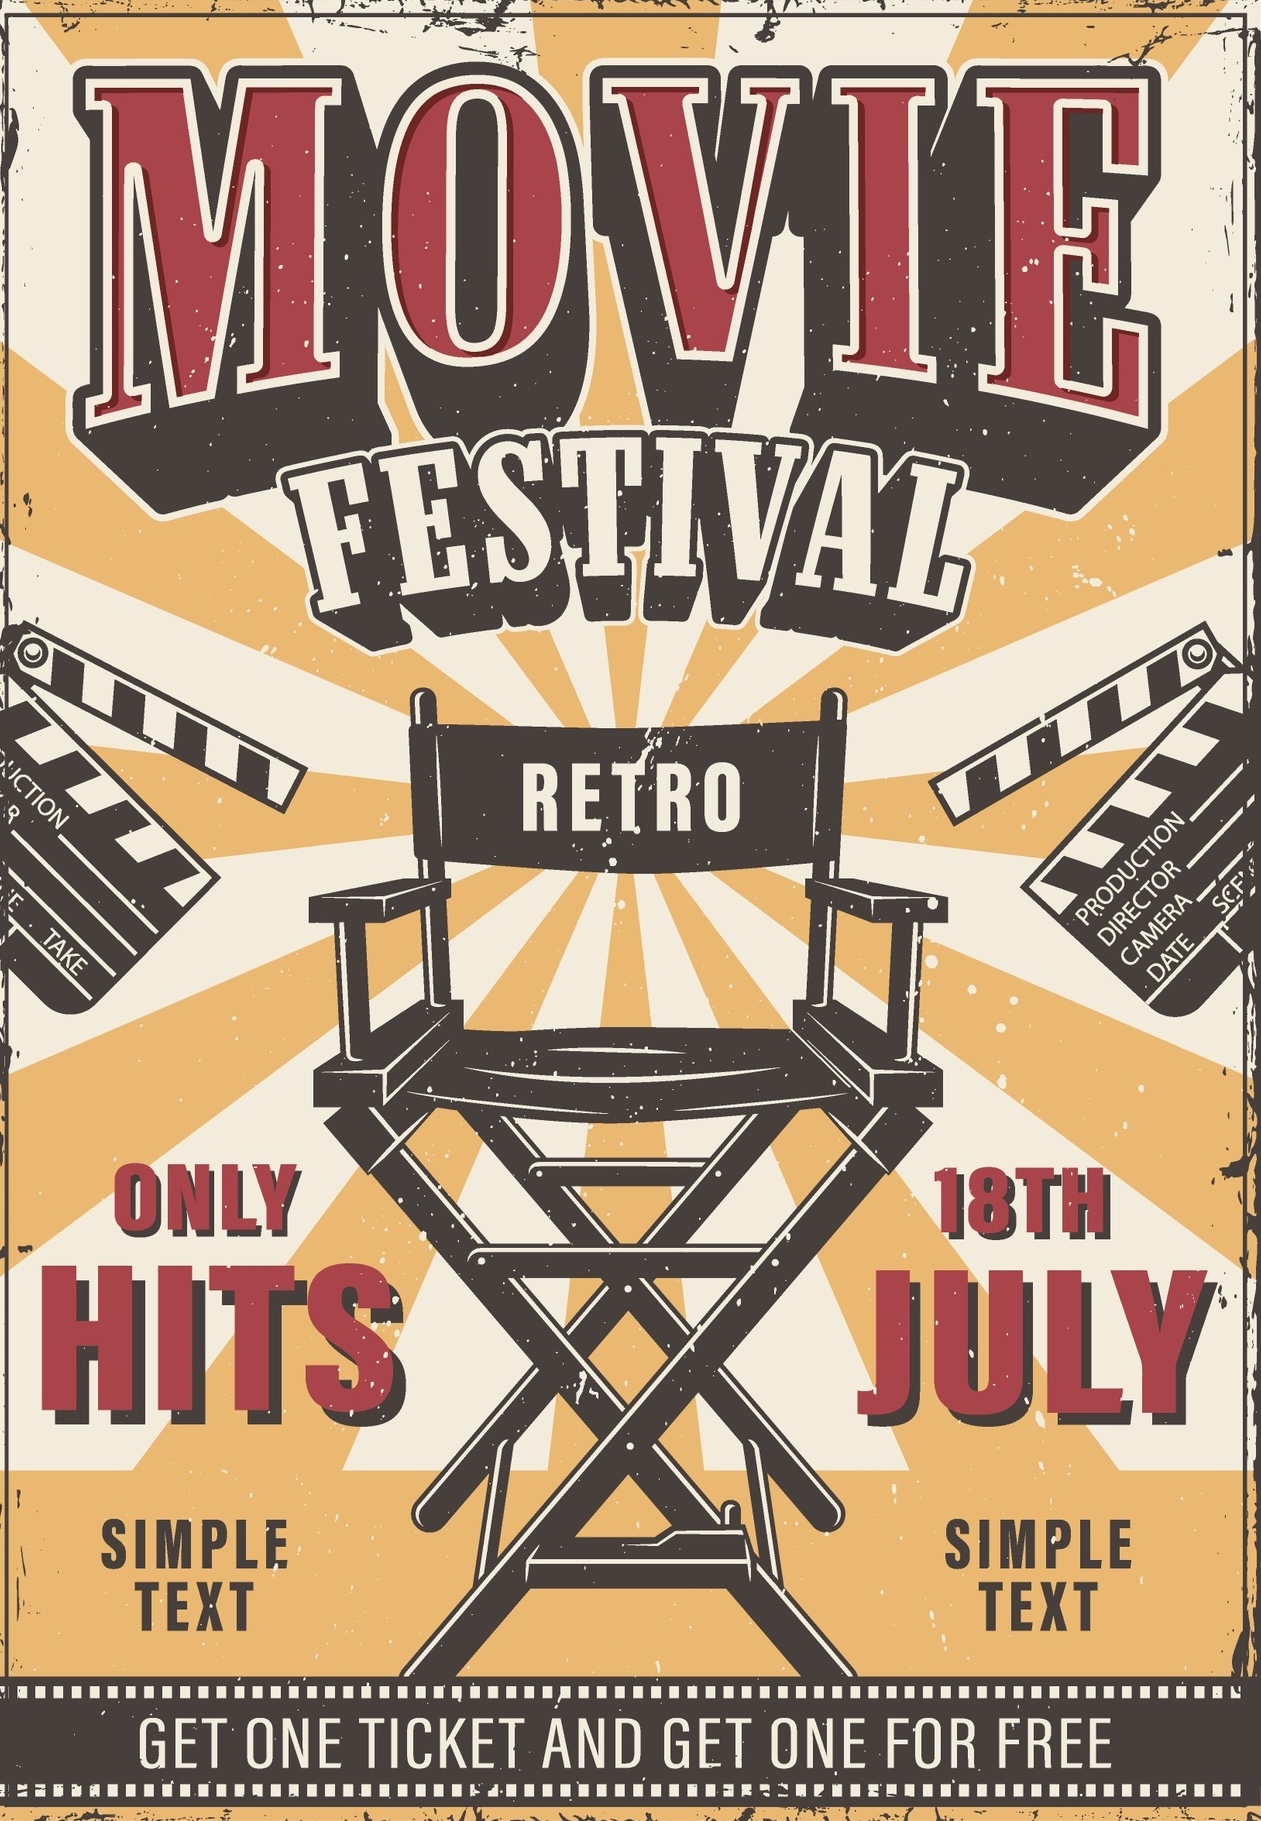 MOVIE
FESTIVAL
RETRO
TAKE
PRODUCTION
DIRECTOR
CAMERA
DATE
ONLY
HITS
18TH
JULY
SIMPLE
TEXT
SIMPLE
TEXT
GET ONE TICKET AND GET ONE FOR FREE